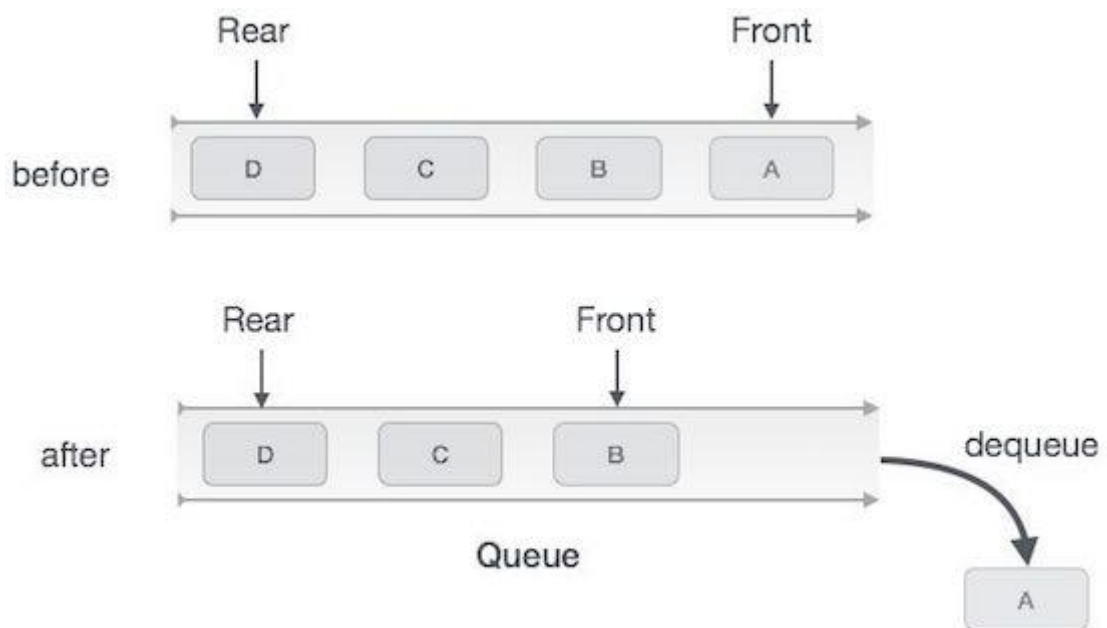 Rear Front
before D C B A
Rear Front
after D C B
dequeue
Queue
A